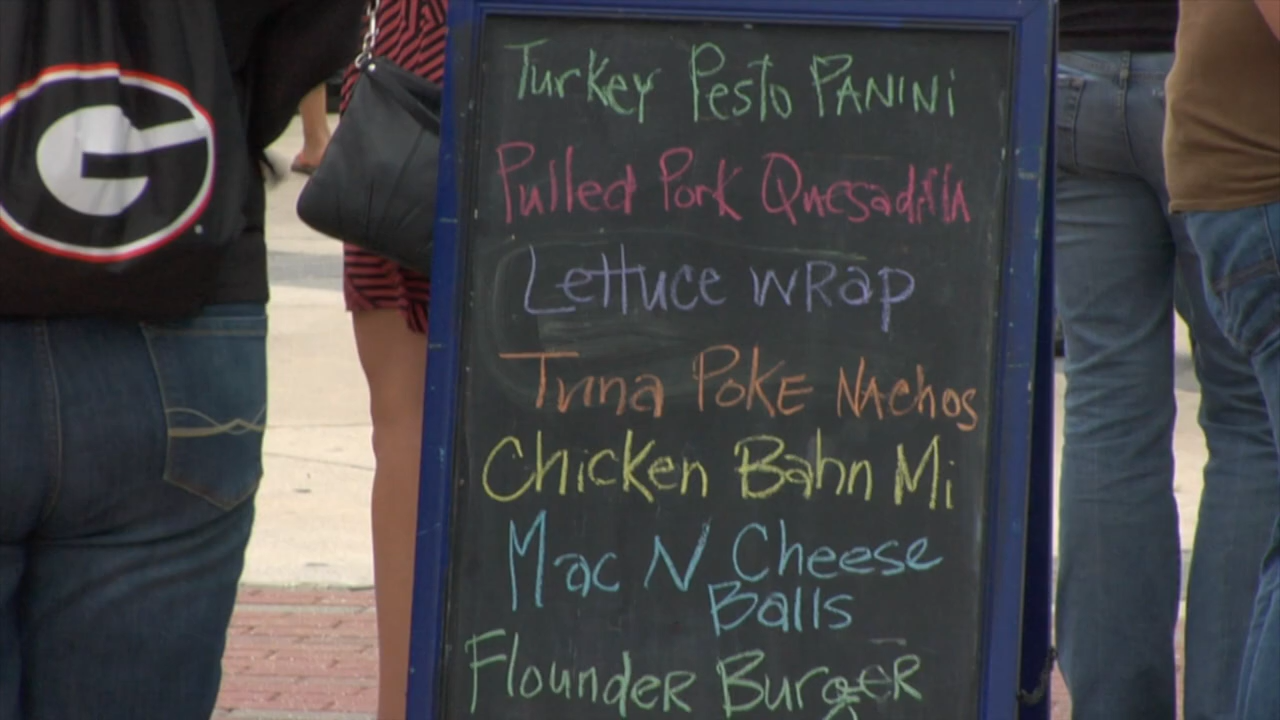 G
Turkey Pesto PANINi
Pulled Pork Quesadilla
Lettuce WRap
Tuna POKE NAchos
Chicken Bahn Mi
Mac N Cheese
Balls
Flounder Burger